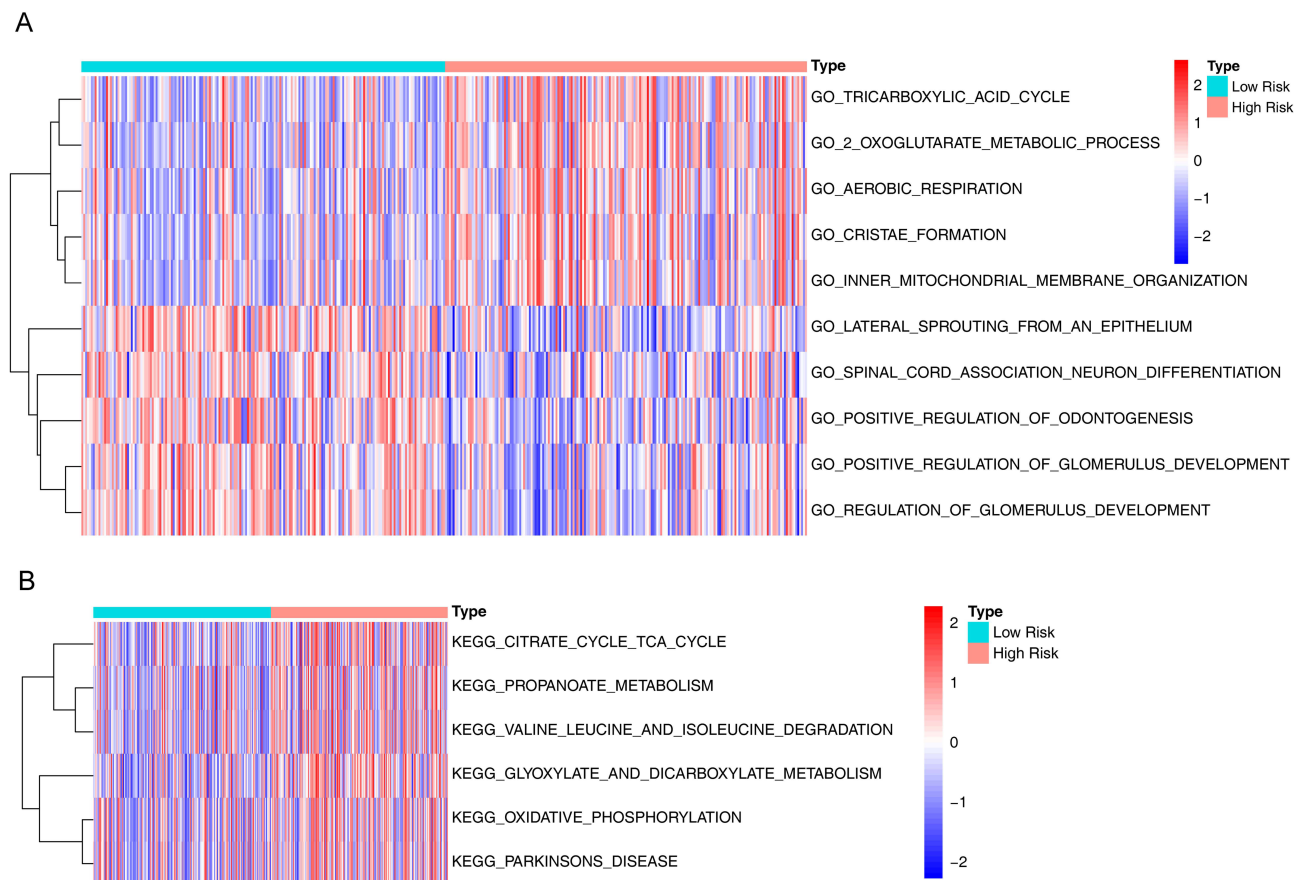 A
Type
GO_TRICARBOXYLIC_ACID_CYCLE
GO_2_OXOGLUTARATE_METABOLIC_PROCESS
GO_AEROBIC_RESPIRATION
GO_CRISTAE_FORMATION
GO_INNER_MITOCHONDRIAL_MEMBRANE_ORGANIZATION
GO_LATERAL_SPROUTING_FROM_AN_EPITHELIUM
GO_SPINAL_CORD_ASSOCIATION_NEURON_DIFFERENTIATION
GO_POSITIVE_REGULATION_OF_ODONTOGENESIS
GO_POSITIVE_REGULATION_OF_GLOMERULUS_DEVELOPMENT
GO_REGULATION_OF_GLOMERULUS_DEVELOPMENT
2
1
0
−1
−2
Type
Low Risk
High Risk
B
Type
KEGG_CITRATE_CYCLE_TCA_CYCLE
KEGG_PROPANOATE_METABOLISM
KEGG_VALINE_LEUCINE_AND_ISOLEUCINE_DEGRADATION
KEGG_GLYOXYLATE_AND_DICARBOXYLATE_METABOLISM
KEGG_OXIDATIVE_PHOSPHORYLATION
KEGG_PARKINSONS_DISEASE
2
1
0
−1
−2
Type
Low Risk
High Risk